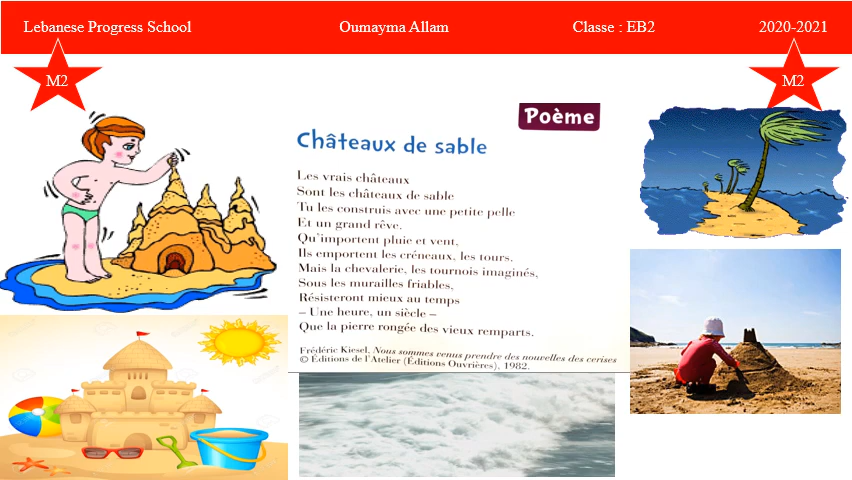 Lebanese Progress School Oumayma Allam Classe : EB2 2020-2021
M2 M2
Poème
Châteaux de sable
Les vrais châteaux
Sont les châteaux de sable
Tu les construis avec une petite pelle
Et un grand rêve.
Qu'importent pluie et vent,
Ils emportent les créneaux, les tours.
Mais la chevalerie, les tournois imaginés,
Sous les murailles friables,
Résisteront mieux au temps
– Une heure, un siècle –
Que la pierre rongée des vieux remparts.
Frédéric Kiesel, Nous sommes venus prendre des nouvelles des cerises
© Éditions de l'Atelier (Éditions Ouvrières), 1982.